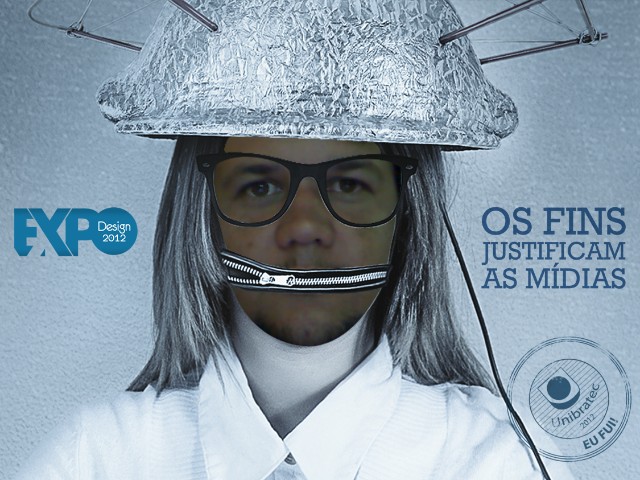 EXPO
Design
2012
OS FINS
JUSTIFICAM
AS MÍDIAS
Unibratec
2012
EU FUI!